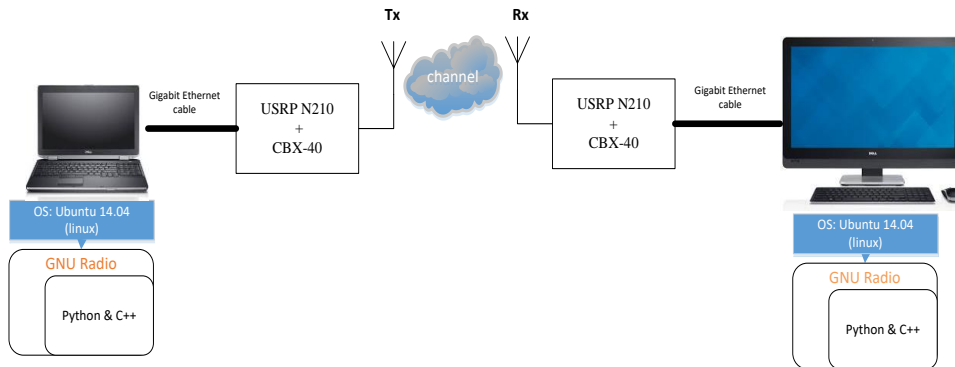 Tx
Rx
channel
Gigabit Ethernet
cable
USRP N210
+
CBX-40
USRP N210
+
CBX-40
Gigabit Ethernet
cable
OS: Ubuntu 14.04
(linux)
GNU Radio
Python & C++
OS: Ubuntu 14.04
(linux)
GNU Radio
Python & C++